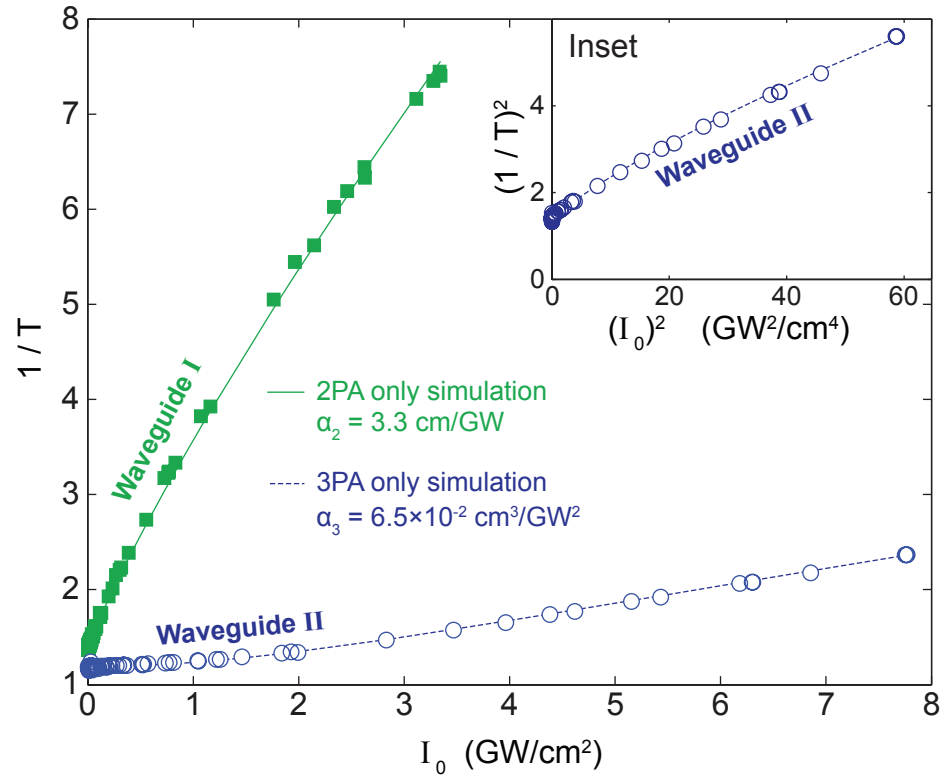 8
7
6
5
4
3
2
1
1 / T
0
1
2
3
4
5
6
7
8
I₀ (GW/cm²)
Waveguide I
Waveguide II
2PA only simulation
α₂ = 3.3 cm/GW
3PA only simulation
α₃ = 6.5×10⁻² cm³/GW²
Inset
4
2
0
(1 / T)²
Waveguide II
0
20
40
60
(I₀)² (GW²/cm⁴)